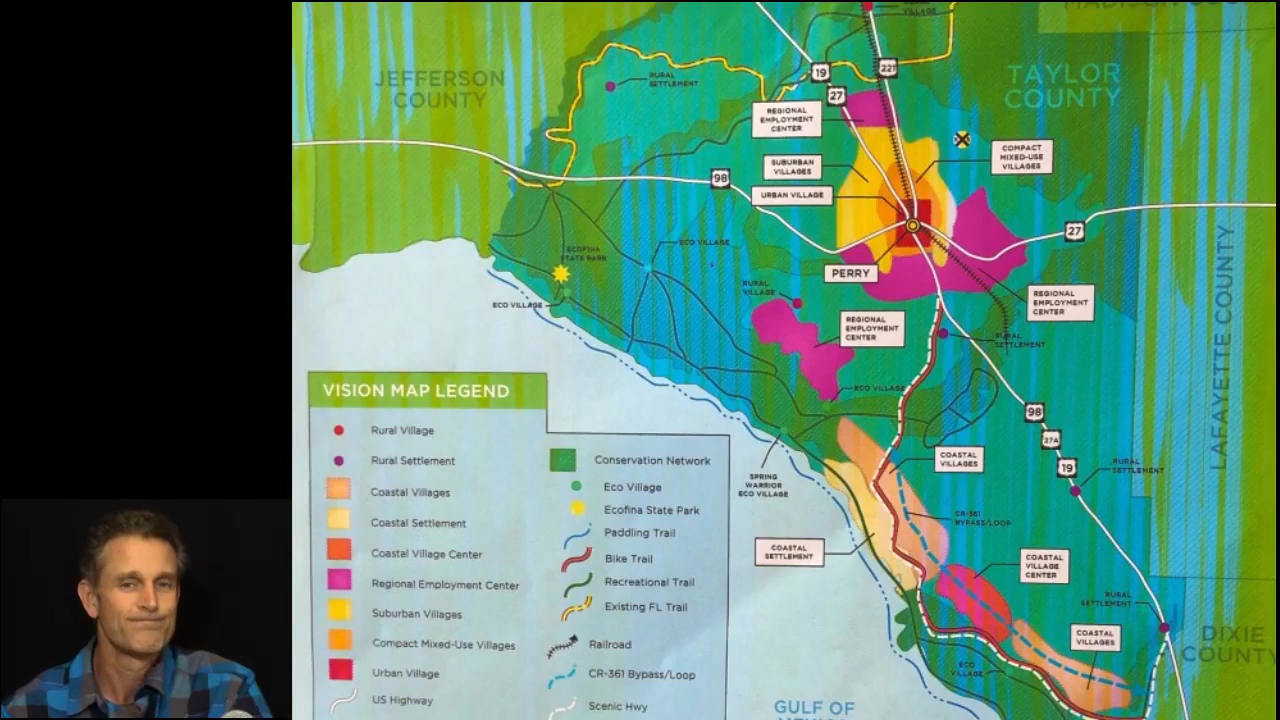 MADISON COUNTY
VILLAGE
JEFFERSON
COUNTY
RURAL
SETTLEMENT
19
221
TAYLOR
COUNTY
27
REGIONAL
EMPLOYMENT
CENTER
COMPACT
MIXED-USE
VILLAGES
SUBURBAN
VILLAGES
98
URBAN VILLAGE
27
ECOFINA
STATE PARK
ECO VILLAGE
PERRY
RURAL
VILLAGE
ECO VILLAGE
REGIONAL
EMPLOYMENT
CENTER
REGIONAL
EMPLOYMENT
CENTER
RURAL
SETTLEMENT
LAFAYETTE COUNTY
ECO VILLAGE
98
27A
19
COASTAL
VILLAGES
RURAL
SETTLEMENT
SPRING
WARRIOR
ECO VILLAGE
CR-361
BYPASS/LOOP
COASTAL
SETTLEMENT
COASTAL
VILLAGE
CENTER
RURAL
SETTLEMENT
COASTAL
VILLAGES
DIXIE
COUNTY
ECO
VILLAGE
GULF OF
MEXICO
VISION MAP LEGEND
Rural Village
Rural Settlement
Coastal Villages
Coastal Settlement
Coastal Village Center
Regional Employment Center
Suburban Villages
Compact Mixed-Use Villages
Urban Village
US Highway
Conservation Network
Eco Village
Ecofina State Park
Paddling Trail
Bike Trail
Recreational Trail
Existing FL Trail
Railroad
CR-361 Bypass/Loop
Scenic Hwy